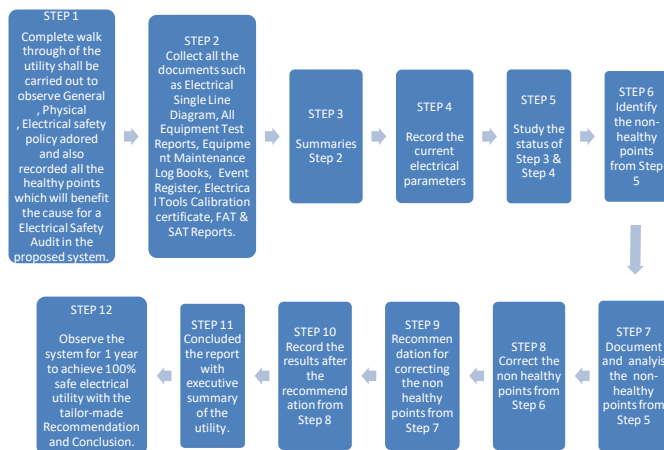 STEP 1
Complete walk
through of the
utility shall be
carried out to
observe General
, Physical
, Electrical safety
policy adored
and also
recorded all the
healthy points
which will benefit
the cause for a
Electrical Safety
Audit in the
proposed system.
STEP 2
Collect all the
documents such
as Electrical
Single Line
Diagram, All
Equipment Test
Reports, Equipme
nt Maintenance
Log Books, Event
Register, Electrica
l Tools Calibration
certificate, FAT &
SAT Reports.
STEP 3
Summaries
Step 2
STEP 4
Record the
current
electrical
parameters
STEP 5
Study the
status of
Step 3 &
Step 4
STEP 6
Identify
the non-
healthy
points
from Step
5
STEP 7
Document
and analyis
the non-
healthy
points from
Step 5
STEP 8
Correct the
non healthy
points from
Step 6
STEP 9
Recommen
dation for
correcting the
non healthy
points from
Step 7
STEP 10
Record the
results after
the
recommend
ation from
Step 8
STEP 11
Concluded
the report
with
executive
summary
of the
utility.
STEP 12
Observe the
system for 1 year
to achieve 100%
safe electrical
utility with the
tailor-made
Recommendation
and Conclusion.